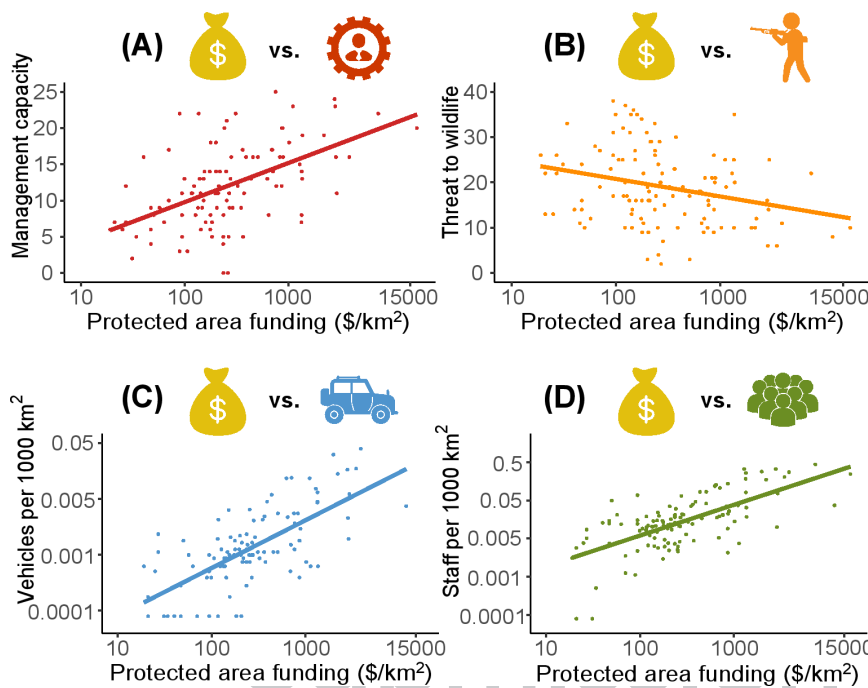 (A) $ vs.
Management capacity
25
20
15
10
5
0
10 100 1000 15000
Protected area funding ($/km²)
(B) $ vs.
Threat to wildlife
40
30
20
10
0
10 100 1000 15000
Protected area funding ($/km²)
(C) $ vs.
Vehicles per 1000 km²
0.05
0.005
0.001
0.0001
10 100 1000 15000
Protected area funding ($/km²)
(D) $ vs.
Staff per 1000 km²
0.5
0.05
0.005
0.001
0.0001
10 100 1000 15000
Protected area funding ($/km²)